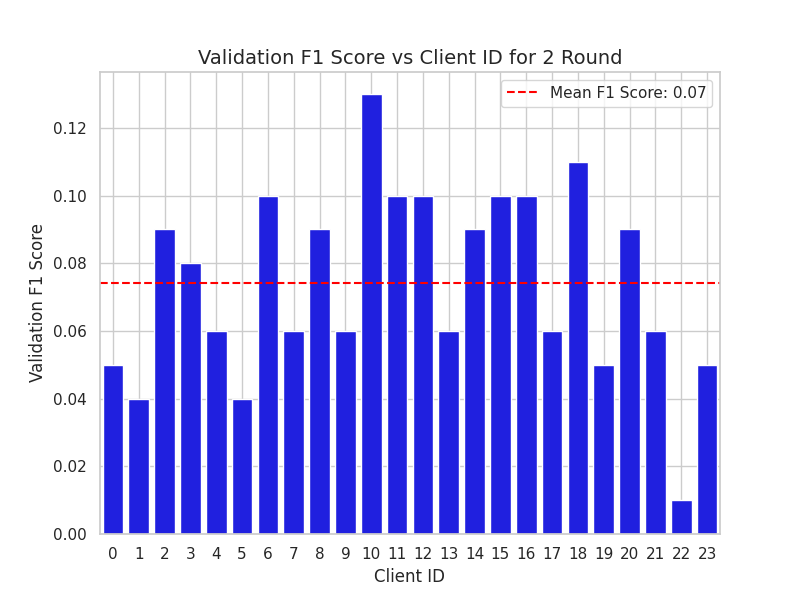 Validation F1 Score vs Client ID for 2 Round
Mean F1 Score: 0.07
Validation F1 Score
0.12
0.10
0.08
0.06
0.04
0.02
0.00
0 1 2 3 4 5 6 7 8 9 10 11 12 13 14 15 16 17 18 19 20 21 22 23
Client ID